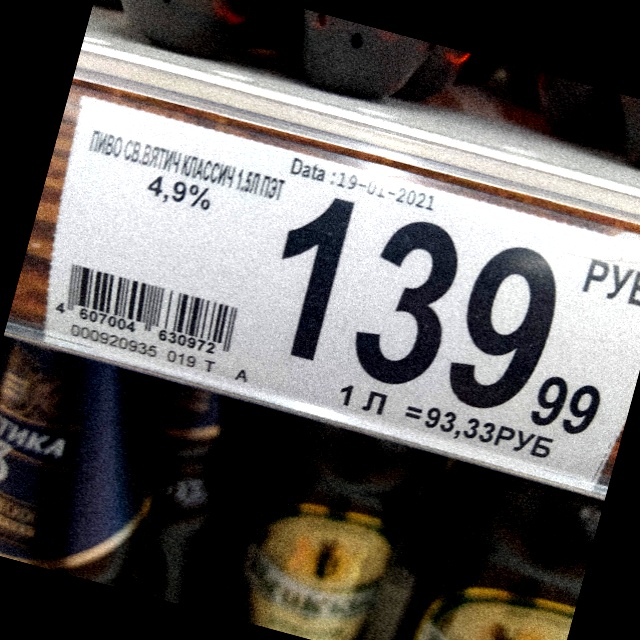 ПИВО СВ.ВЯТИЧ КЛАССИЧ 1,5Л ПЭТ
4,9%
Data :19-01-2021
139 99 РУБ
4 607004 630972
000920995 019 Т А
1 Л =93,33РУБ